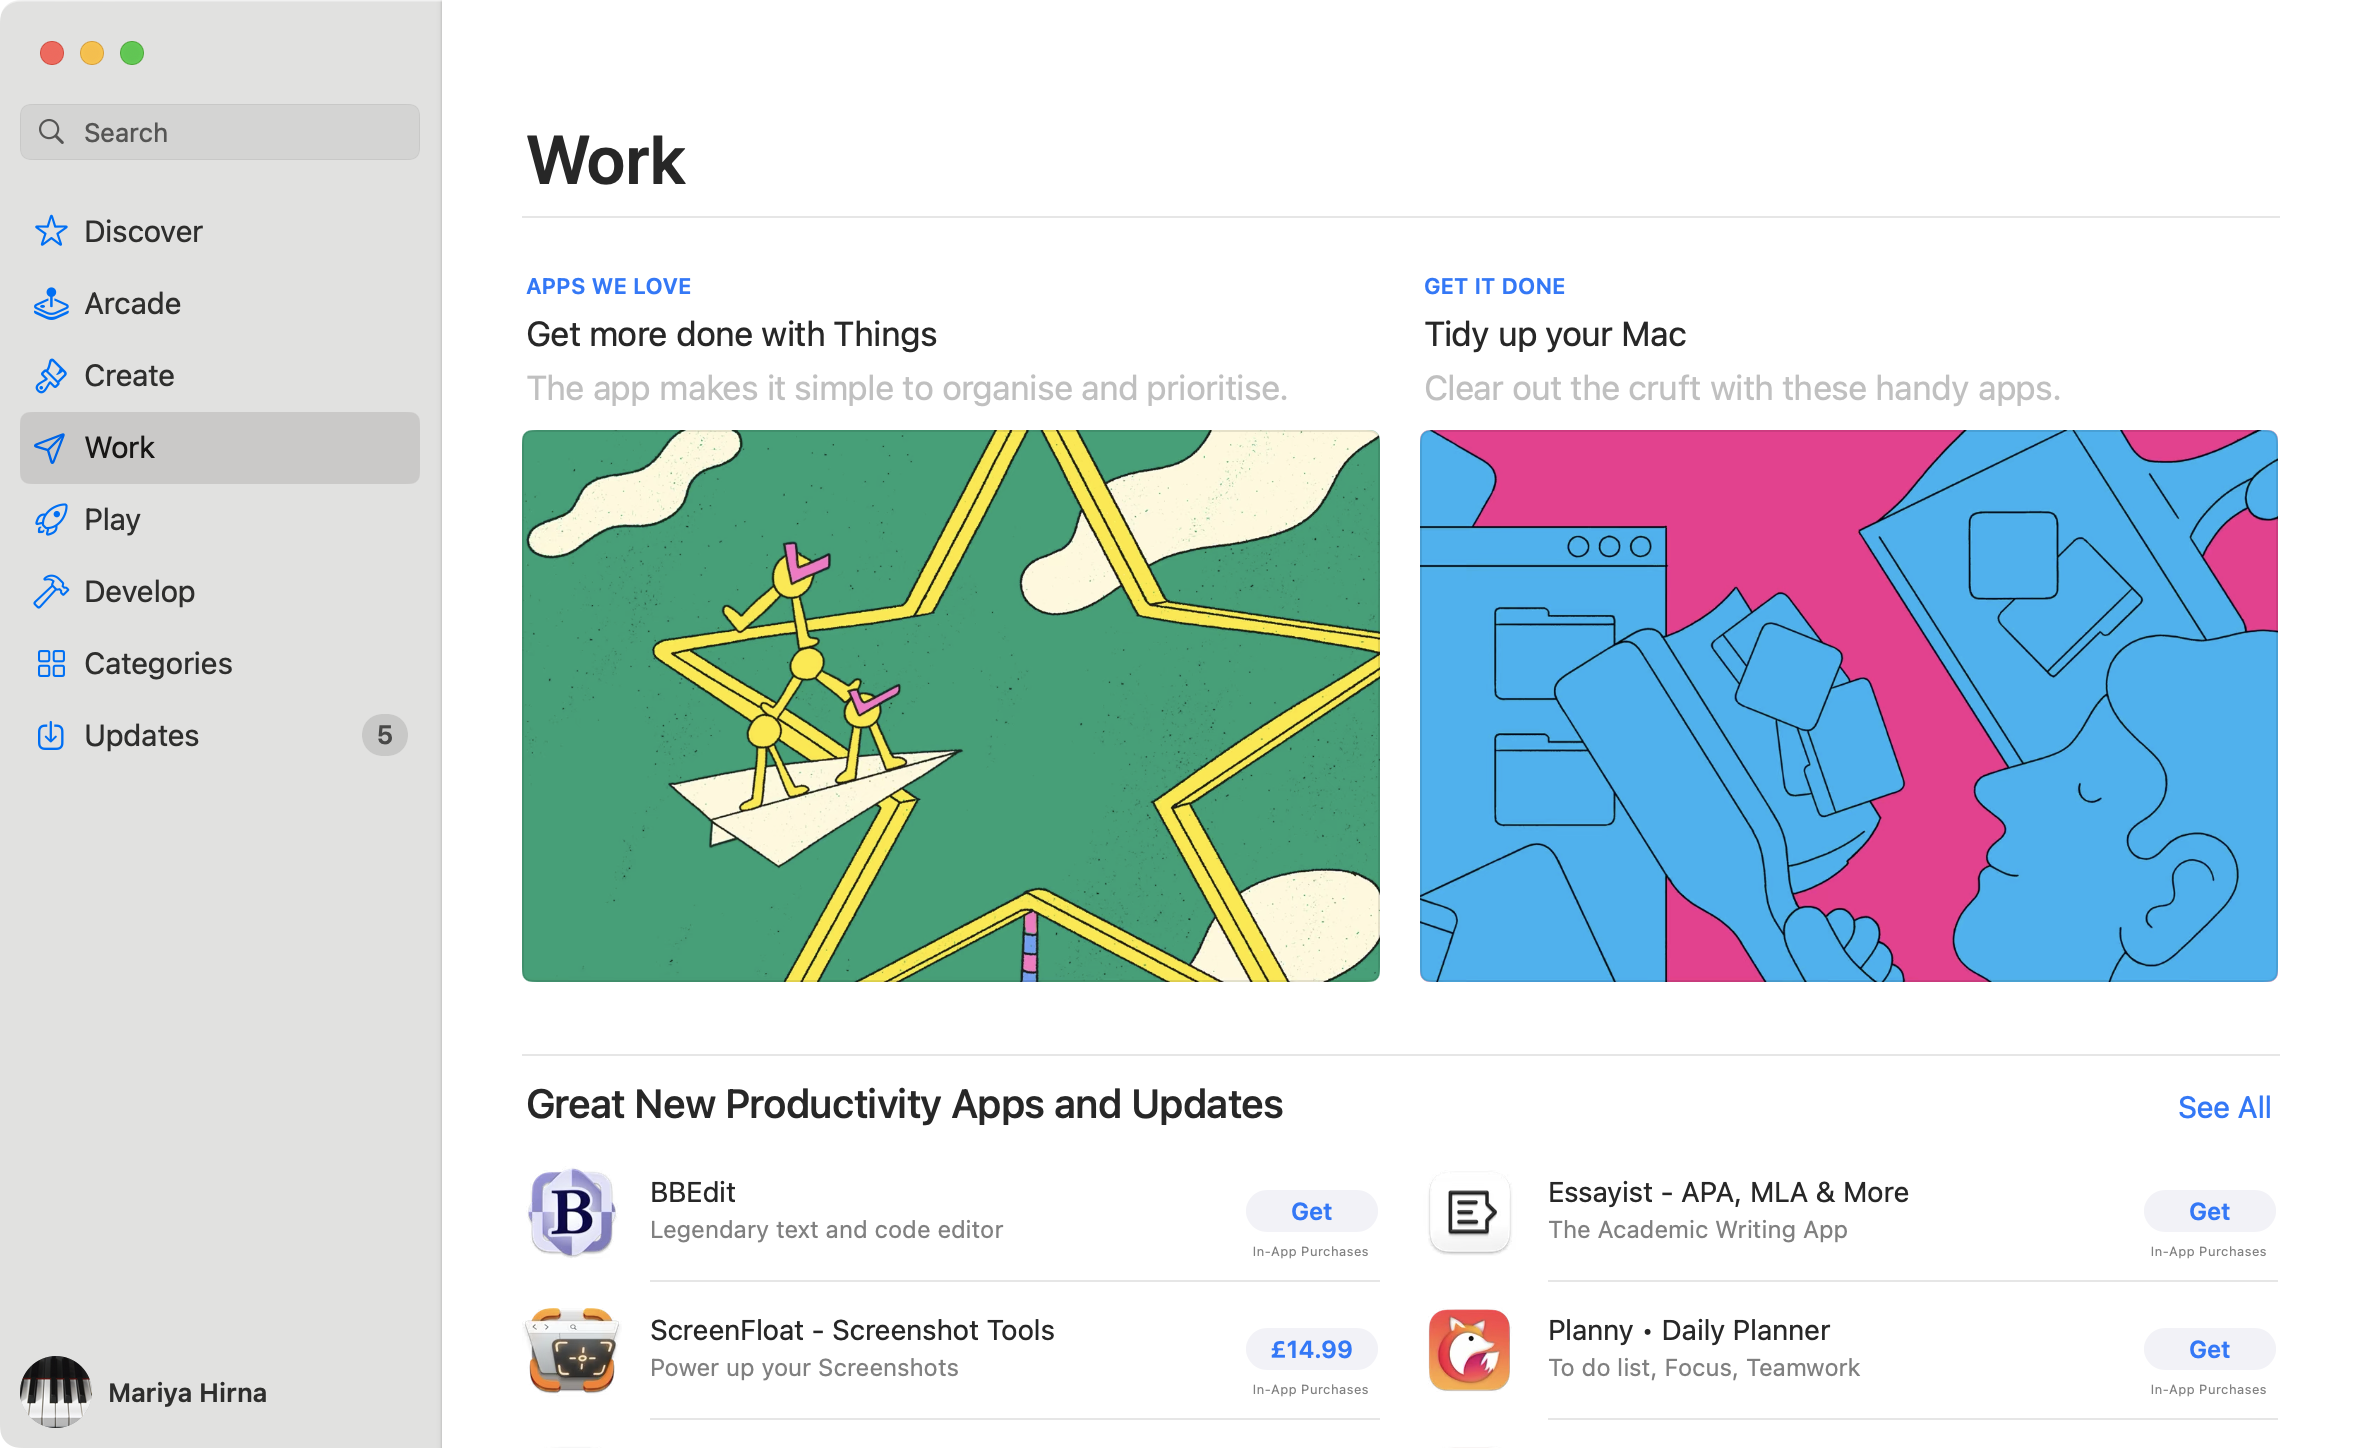 Search
Discover
Arcade
Create
Work
Play
Develop
Categories
Updates
5
Mariya Hirna
Work
APPS WE LOVE
Get more done with Things
The app makes it simple to organise and prioritise.
GET IT DONE
Tidy up your Mac
Clear out the cruft with these handy apps.
Great New Productivity Apps and Updates
See All
B
BBEdit
Legendary text and code editor
Get
In-App Purchases
Essayist - APA, MLA & More
The Academic Writing App
Get
In-App Purchases
ScreenFloat - Screenshot Tools
Power up your Screenshots
£14.99
In-App Purchases
Planny • Daily Planner
To do list, Focus, Teamwork
Get
In-App Purchases